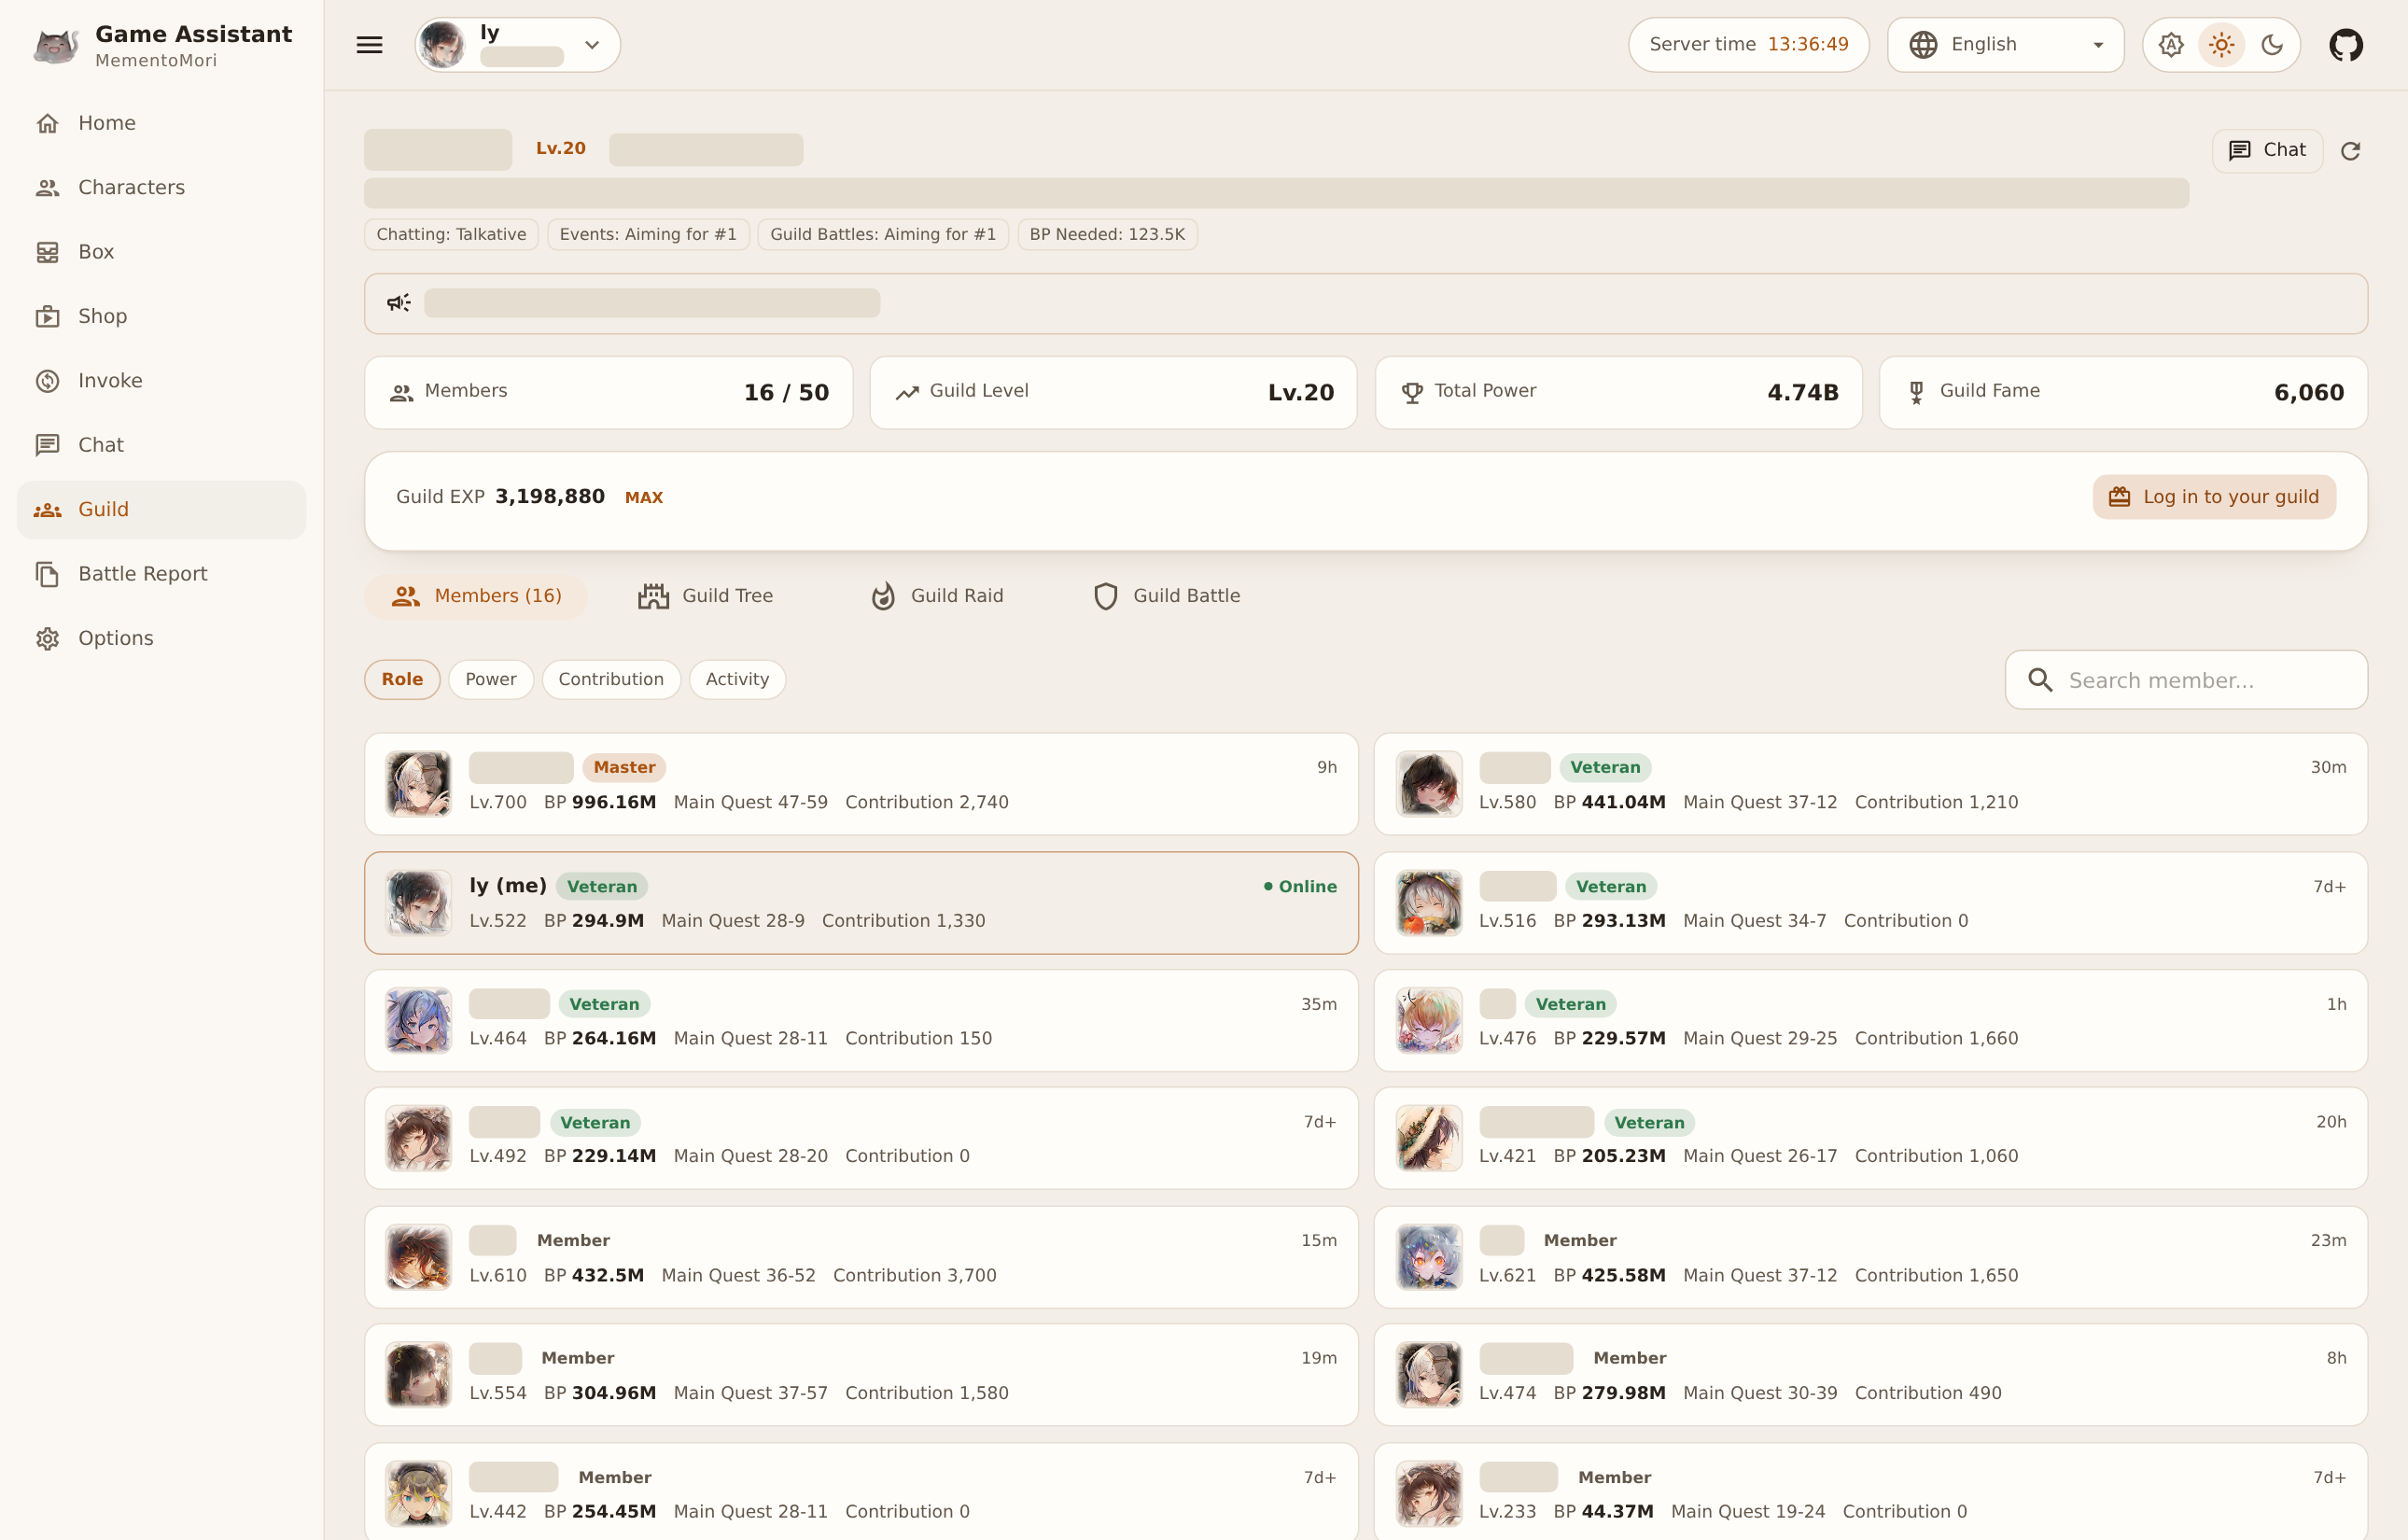 Game Assistant
MementoMori
Home
Characters
Box
Shop
Invoke
Chat
Guild
Battle Report
Options
ly
Server time 13:36:49
English
Lv.20
Chat
Chatting: Talkative
Events: Aiming for #1
Guild Battles: Aiming for #1
BP Needed: 123.5K
Members 16 / 50
Guild Level Lv.20
Total Power 4.74B
Guild Fame 6,060
Guild EXP 3,198,880 MAX
Log in to your guild
Members (16)
Guild Tree
Guild Raid
Guild Battle
Role
Power
Contribution
Activity
Search member...
Master 9h
Lv.700 BP 996.16M Main Quest 47-59 Contribution 2,740
Veteran 30m
Lv.580 BP 441.04M Main Quest 37-12 Contribution 1,210
ly (me) Veteran Online
Lv.522 BP 294.9M Main Quest 28-9 Contribution 1,330
Veteran 7d+
Lv.516 BP 293.13M Main Quest 34-7 Contribution 0
Veteran 35m
Lv.464 BP 264.16M Main Quest 28-11 Contribution 150
Veteran 1h
Lv.476 BP 229.57M Main Quest 29-25 Contribution 1,660
Veteran 7d+
Lv.492 BP 229.14M Main Quest 28-20 Contribution 0
Veteran 20h
Lv.421 BP 205.23M Main Quest 26-17 Contribution 1,060
Member 15m
Lv.610 BP 432.5M Main Quest 36-52 Contribution 3,700
Member 23m
Lv.621 BP 425.58M Main Quest 37-12 Contribution 1,650
Member 19m
Lv.554 BP 304.96M Main Quest 37-57 Contribution 1,580
Member 8h
Lv.474 BP 279.98M Main Quest 30-39 Contribution 490
Member 7d+
Lv.442 BP 254.45M Main Quest 28-11 Contribution 0
Member 7d+
Lv.233 BP 44.37M Main Quest 19-24 Contribution 0